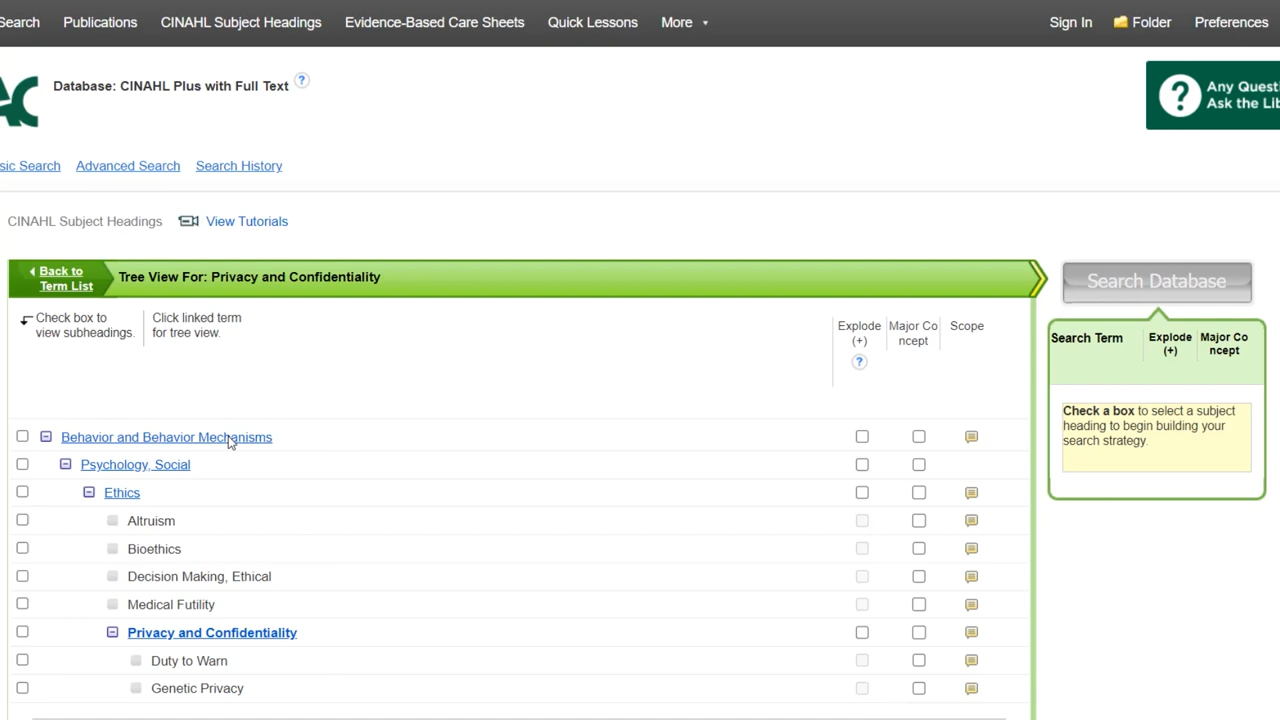 Search Publications CINAHL Subject Headings Evidence-Based Care Sheets Quick Lessons More Sign In Folder Preferences
AC
Database: CINAHL Plus with Full Text ?
? Any Questi
Ask the Lib
sic Search Advanced Search Search History
CINAHL Subject Headings View Tutorials
Back to
Term List
Tree View For: Privacy and Confidentiality
Search Database
Check box to
view subheadings.
Click linked term
for tree view.
Explode
(+)
?
Major Co
ncept
Scope
Search Term
Explode
(+)
Major Co
ncept
Check a box to select a subject
heading to begin building your
search strategy.
Behavior and Behavior Mechanisms
Psychology, Social
Ethics
Altruism
Bioethics
Decision Making, Ethical
Medical Futility
Privacy and Confidentiality
Duty to Warn
Genetic Privacy